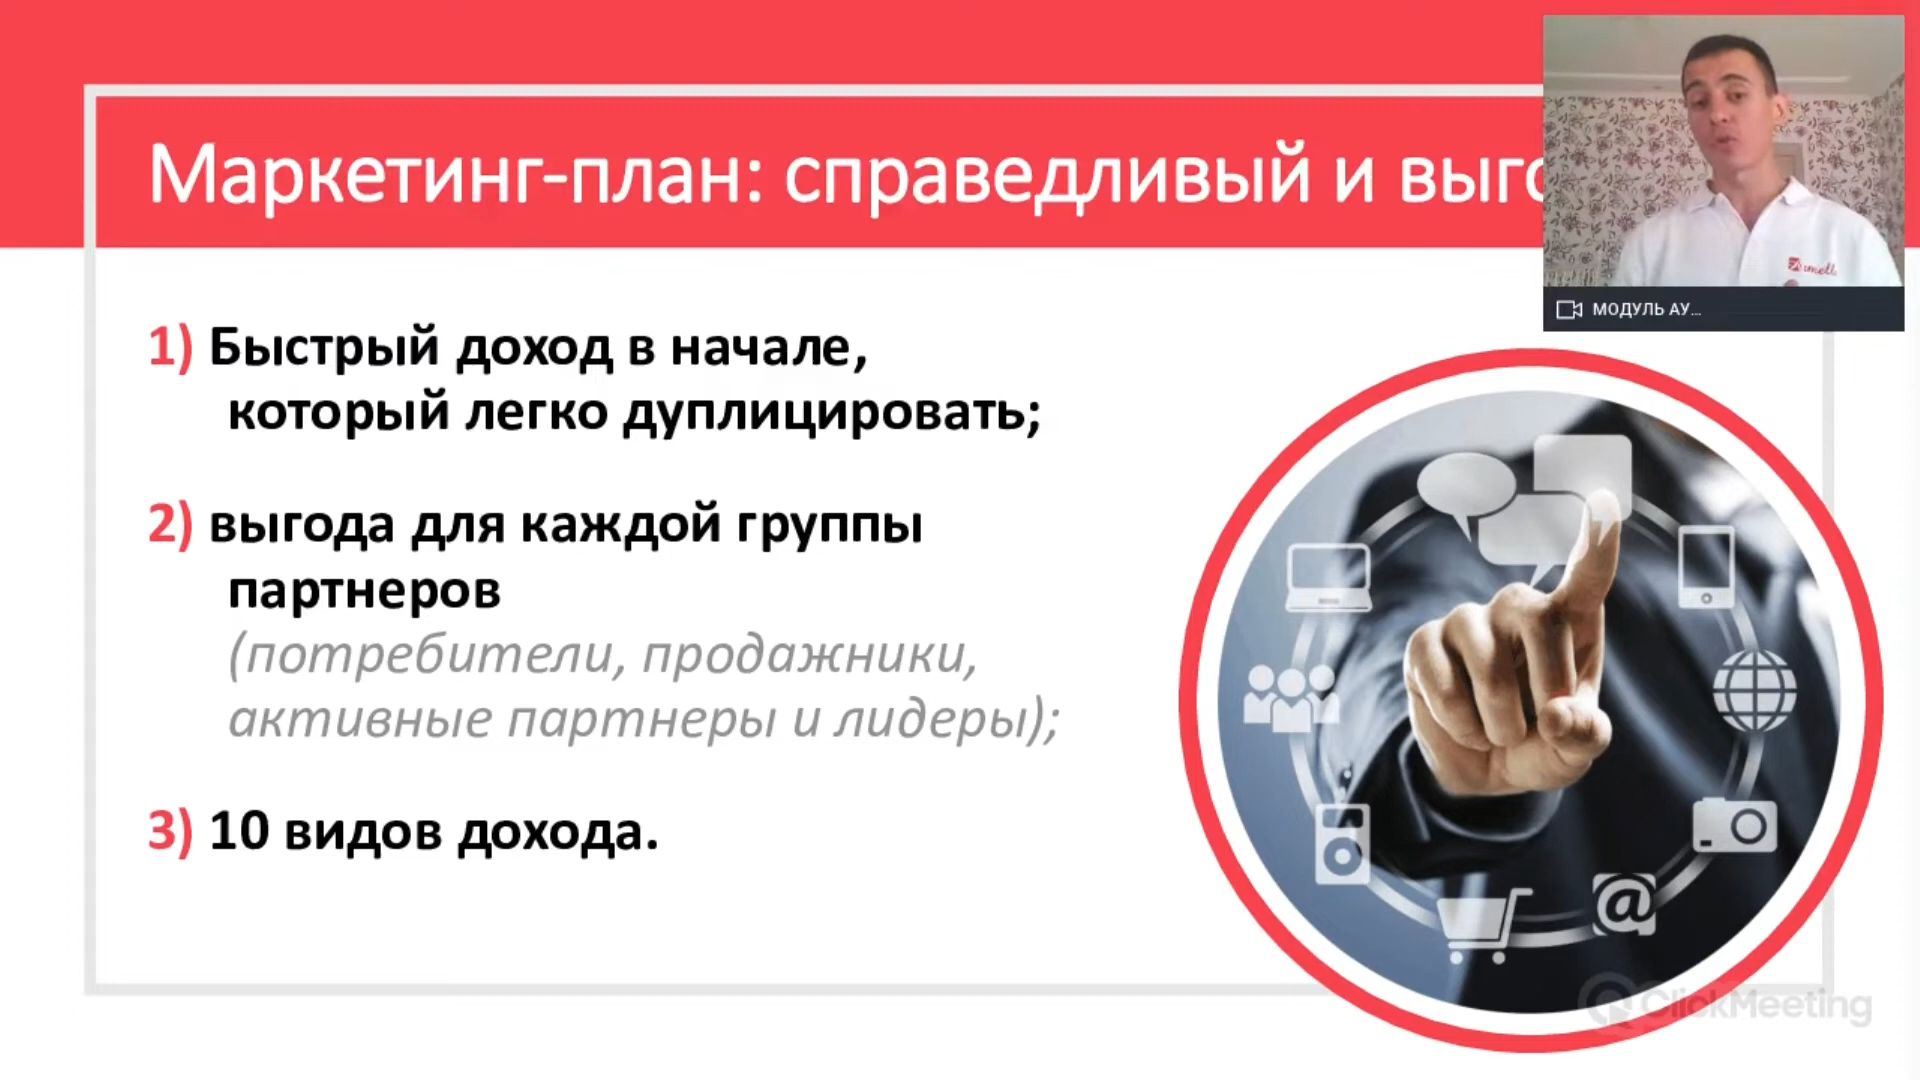 Маркетинг-план: справедливый и
1) Быстрый доход в начале,
который легко дуплицировать;
2) выгода для каждой группы
партнеров
(потребители, продажники,
активные партнеры и лидеры);
3) 10 видов дохода.
МОДУЛЬ АУ...
@
ClickMeeting